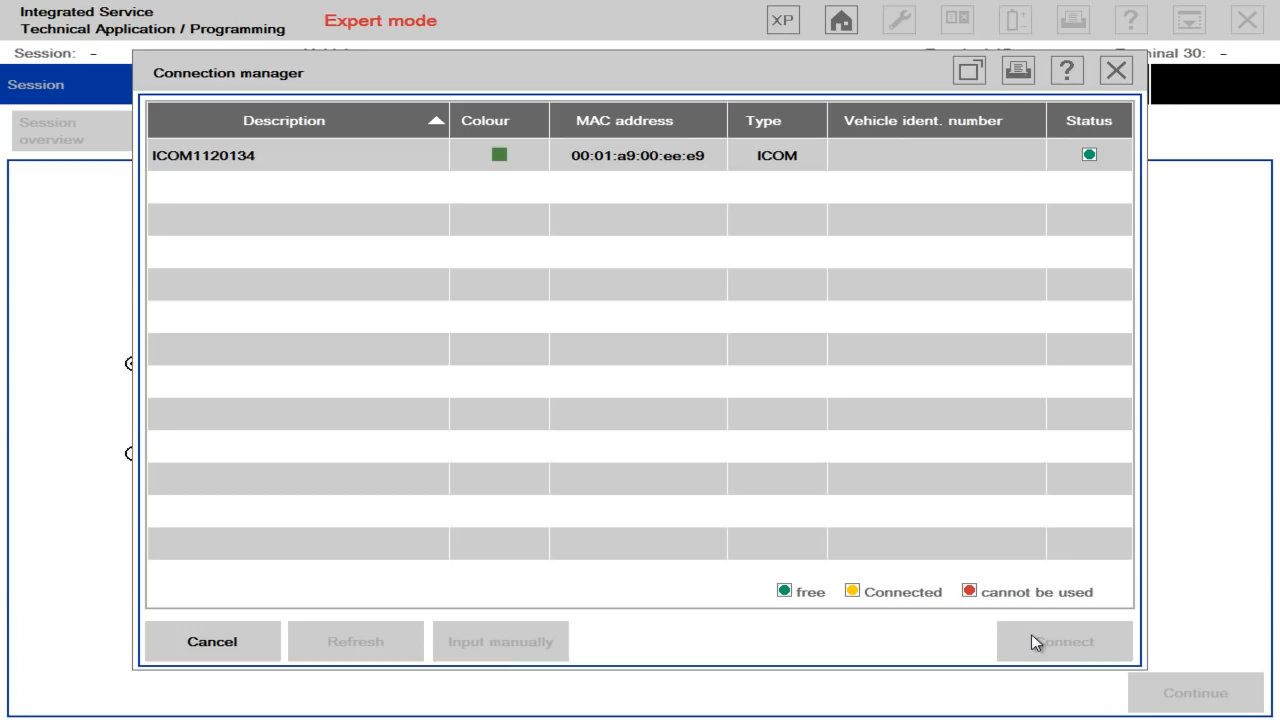 Integrated Service
Technical Application / Programming
Expert mode
XP
?
Session: -
Terminal 30: -
Session
Connection manager
?
Session
overview
Description Colour MAC address Type Vehicle ident. number Status
ICOM1120134 00:01:a9:00:ee:e9 ICOM
free Connected cannot be used
Cancel Refresh Input manually Connect
Continue